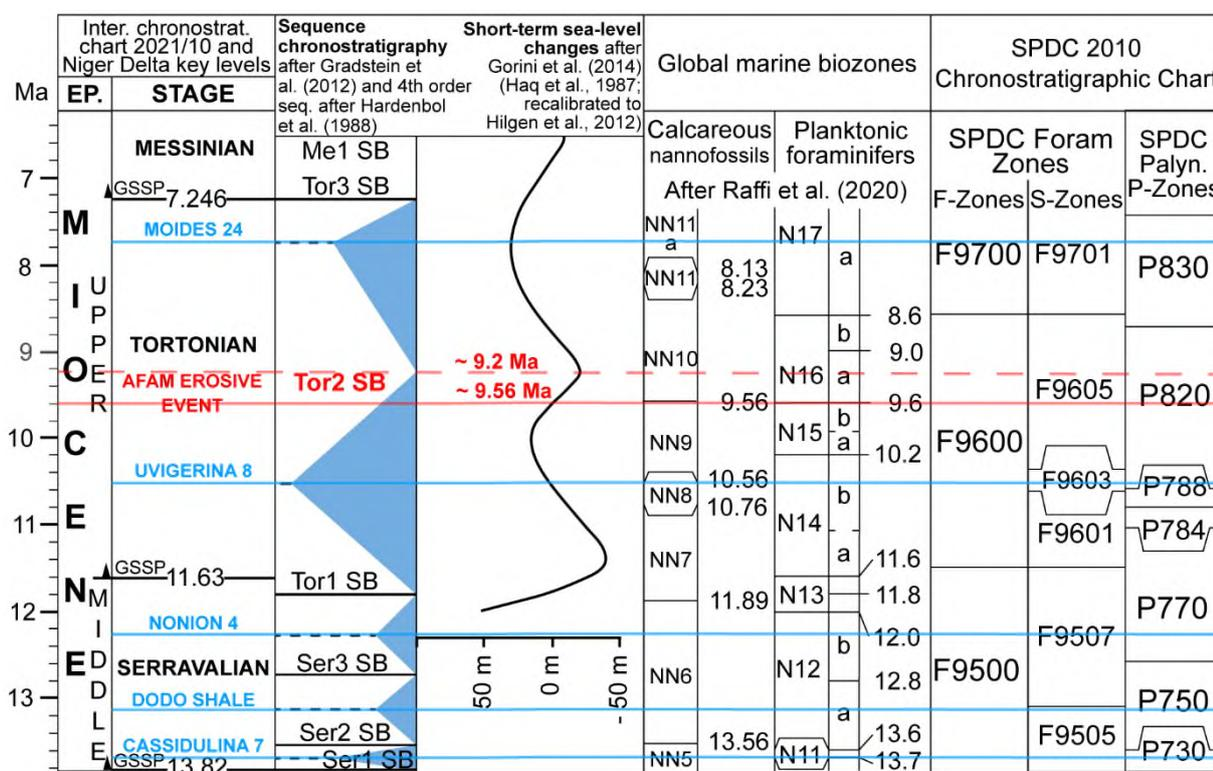 Inter. chronostrat.
chart 2021/10 and
Niger Delta key levels
Sequence
chronostratigraphy
after Gradstein et
al. (2012) and 4th order
seq. after Hardenbol
et al. (1988)
Short-term sea-level
changes after
Gorini et al. (2014)
(Haq et al., 1987;
recalibrated to
Hilgen et al., 2012)
Global marine biozones
SPDC 2010
Chronostratigraphic Chart
Ma
EP.
STAGE
Calcareous
nannofossils
Planktonic
foraminifers
After Raffi et al. (2020)
SPDC Foram
Zones
F-Zones
S-Zones
SPDC
Palyn.
P-Zones
7
8
9
10
11
12
13
MIOCENE
UPPER
MIDDLE
MESSINIAN
GSSP
7.246
MOIDES 24
TORTONIAN
AFAM EROSIVE
EVENT
UVIGERINA 8
GSSP
11.63
NONION 4
SERRAVALIAN
DODO SHALE
CASSIDULINA 7
GSSP
13.82
Me1 SB
Tor3 SB
Tor2 SB
Tor1 SB
Ser3 SB
Ser2 SB
Ser1 SB
~ 9.2 Ma
~ 9.56 Ma
50 m
0 m
- 50 m
NN11
a
NN11
NN10
NN9
NN8
NN7
NN6
NN5
8.13
8.23
9.56
10.56
10.76
11.89
13.56
N17
N16
N15
N14
N13
N12
N11
a
b
a
b
a
b
a
b
a
8.6
9.0
9.6
10.2
11.6
11.8
12.0
12.8
13.6
13.7
F9700
F9600
F9500
F9701
F9605
F9603
F9601
F9507
F9505
P830
P820
P788
P784
P770
P750
P730